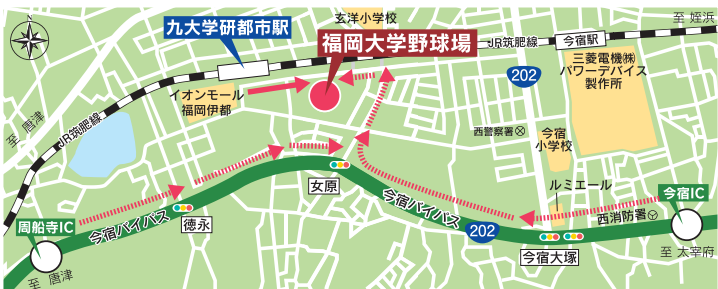 玄洋小学校
至 姪浜
九大学研都市駅
福岡大学野球場
JR筑肥線
今宿駅
202
三菱電機㈱
パワーデバイス
製作所
イオンモール
福岡伊都
至 唐津
JR筑肥線
西警察署
今宿
小学校
女原
ルミエール
今宿IC
周船寺IC
今宿バイパス
徳永
今宿バイパス
202
西消防署
今宿大塚
至 唐津
至 太宰府